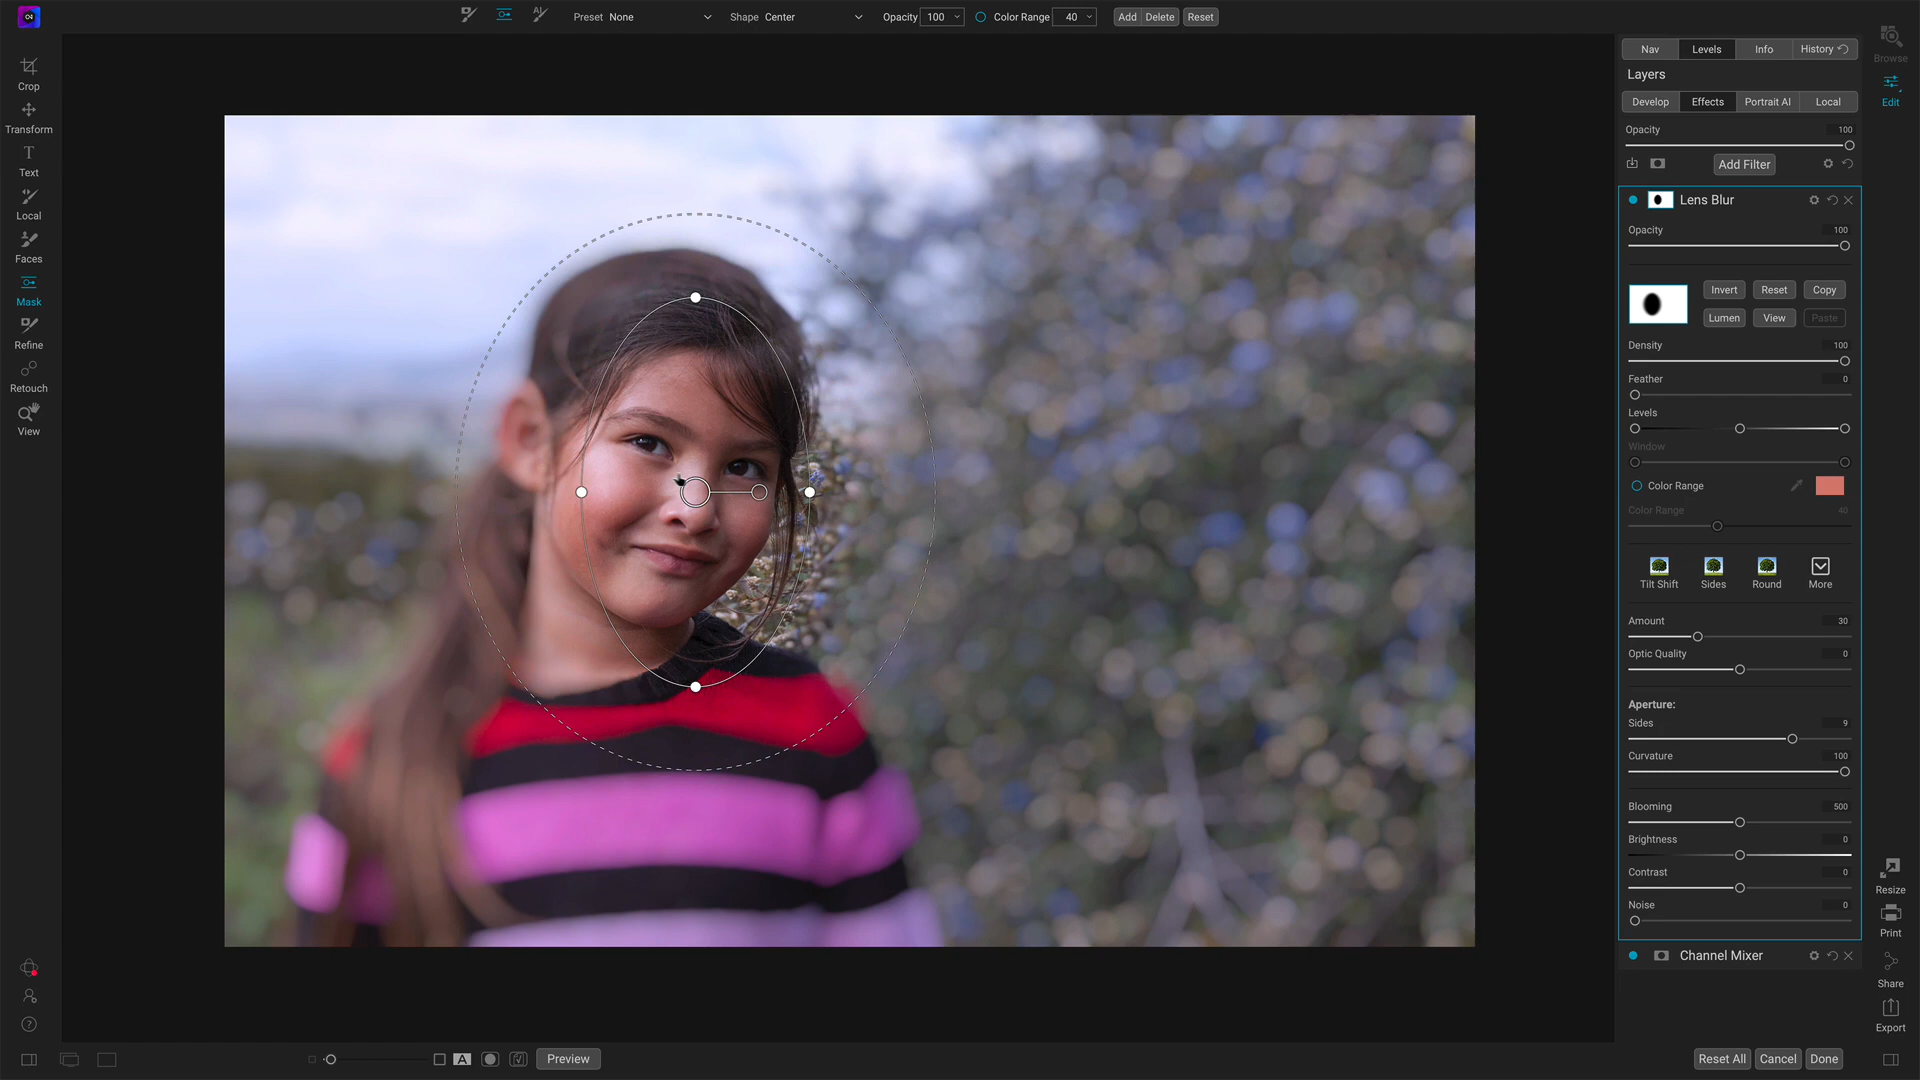 Preset None Shape Center Opacity 100 Color Range 40 Add Delete Reset
Crop
Transform
Text
Local
Faces
Mask
Refine
Retouch
View
Nav Levels Info History
Layers
Develop Effects Portrait AI Local
Opacity 100
Add Filter
Lens Blur
Opacity 100
Invert Reset Copy
Lumen View Paste
Density 100
Feather 0
Levels
Window
Color Range
Color Range 40
Tilt Shift Sides Round More
Amount 30
Optic Quality 0
Aperture:
Sides 9
Curvature 100
Blooming 500
Brightness 0
Contrast 0
Noise 0
Channel Mixer
Browse
Edit
Resize
Print
Share
Export
A Preview
Reset All Cancel Done